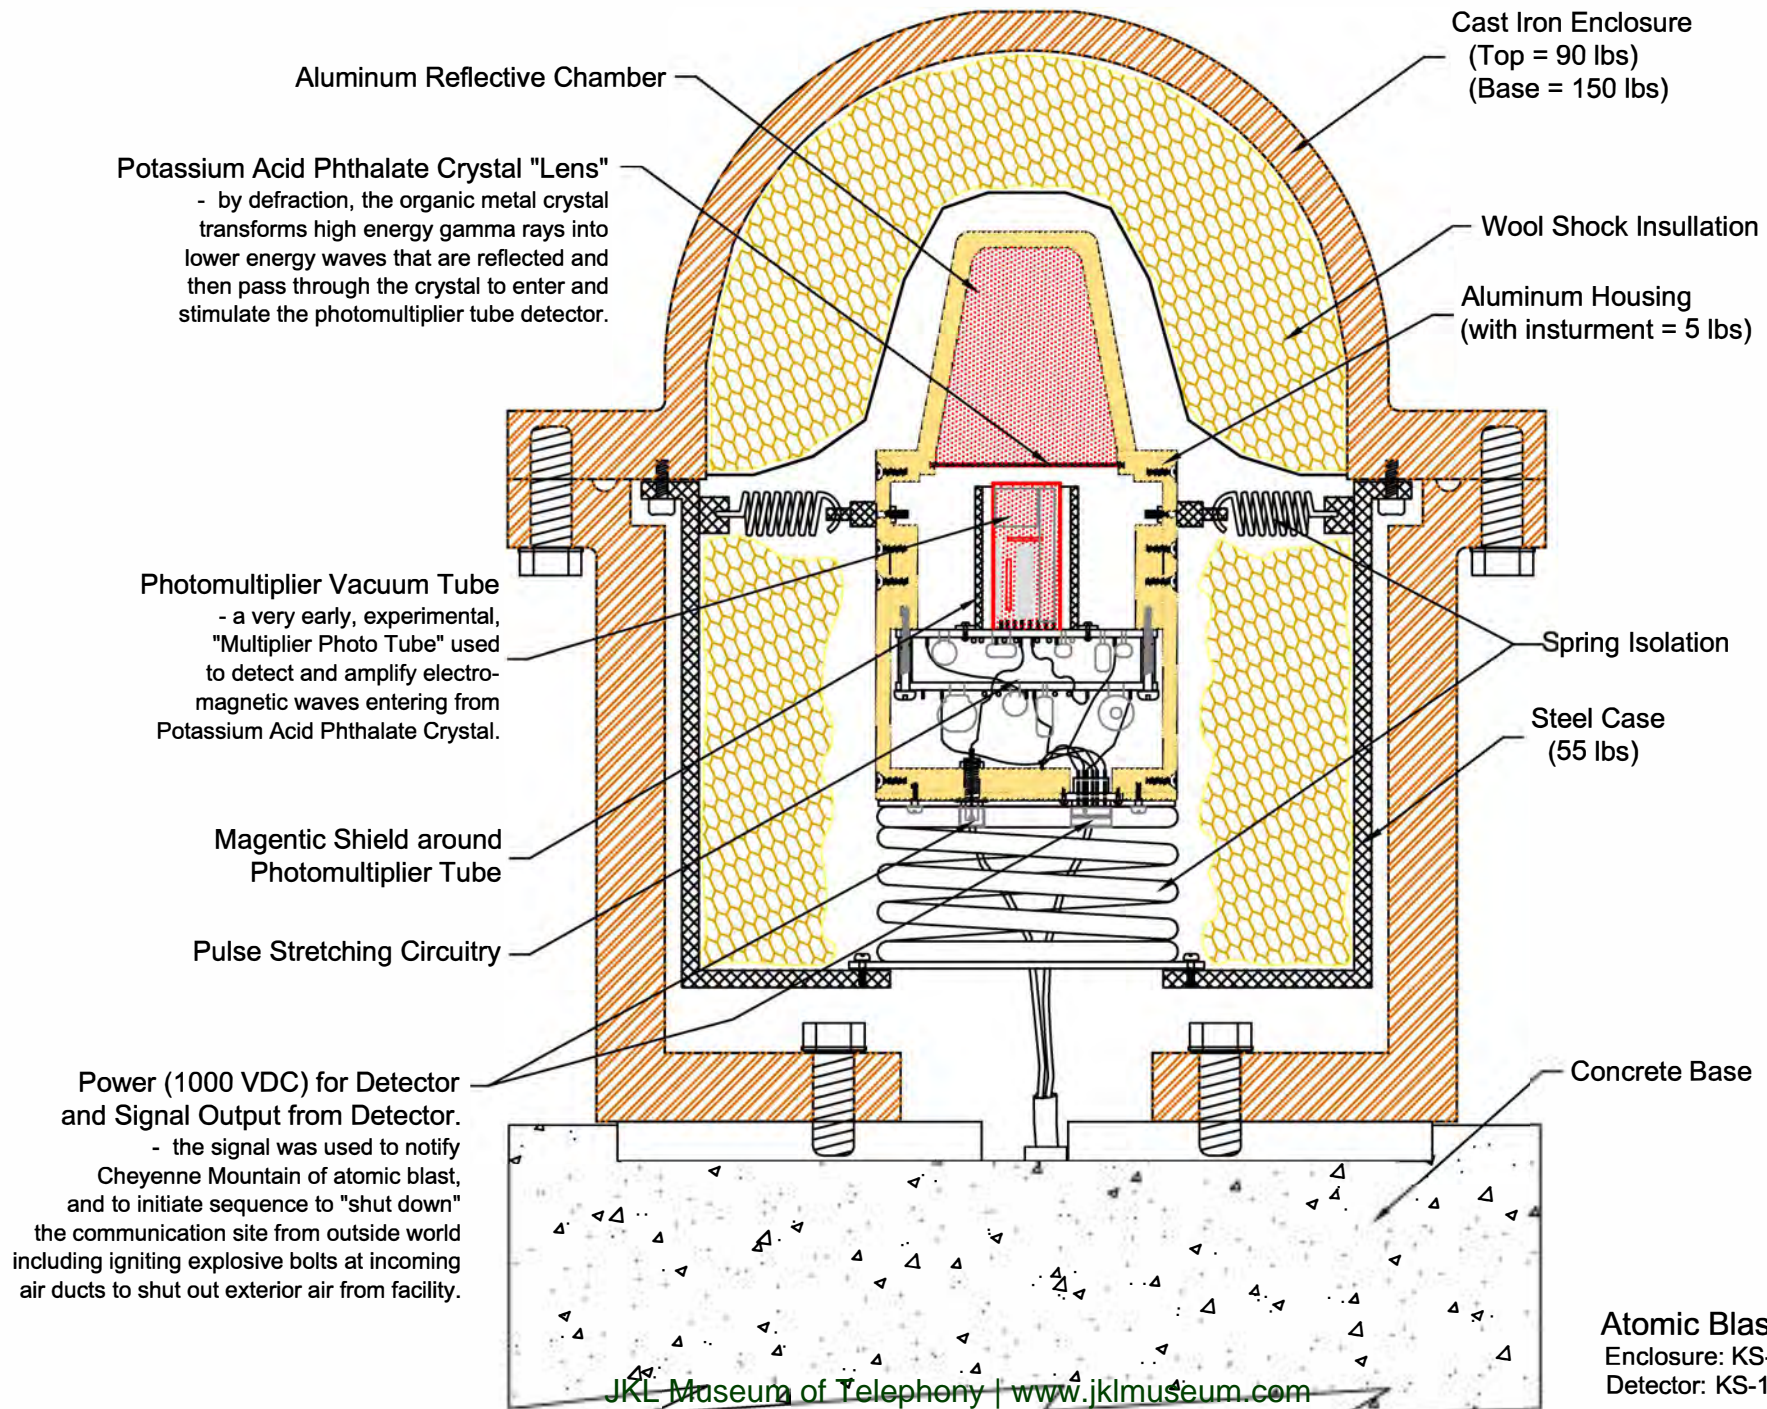 Aluminum Reflective Chamber
Potassium Acid Phthalate Crystal "Lens"
- by defraction, the organic metal crystal
transforms high energy gamma rays into
lower energy waves that are reflected and
then pass through the crystal to enter and
stimulate the photomultiplier tube detector.
Photomultiplier Vacuum Tube
- a very early, experimental,
"Multiplier Photo Tube" used
to detect and amplify electro-
magnetic waves entering from
Potassium Acid Phthalate Crystal.
Magentic Shield around
Photomultiplier Tube
Pulse Stretching Circuitry
Power (1000 VDC) for Detector
and Signal Output from Detector.
- the signal was used to notify
Cheyenne Mountain of atomic blast,
and to initiate sequence to "shut down"
the communication site from outside world
including igniting explosive bolts at incoming
air ducts to shut out exterior air from facility.
Cast Iron Enclosure
(Top = 90 lbs)
(Base = 150 lbs)
Wool Shock Insullation
Aluminum Housing
(with insturment = 5 lbs)
Spring Isolation
Steel Case
(55 lbs)
Concrete Base
Atomic Blas
Enclosure: KS-
Detector: KS-1
JKL Museum of Telephony | www.jklmuseum.com